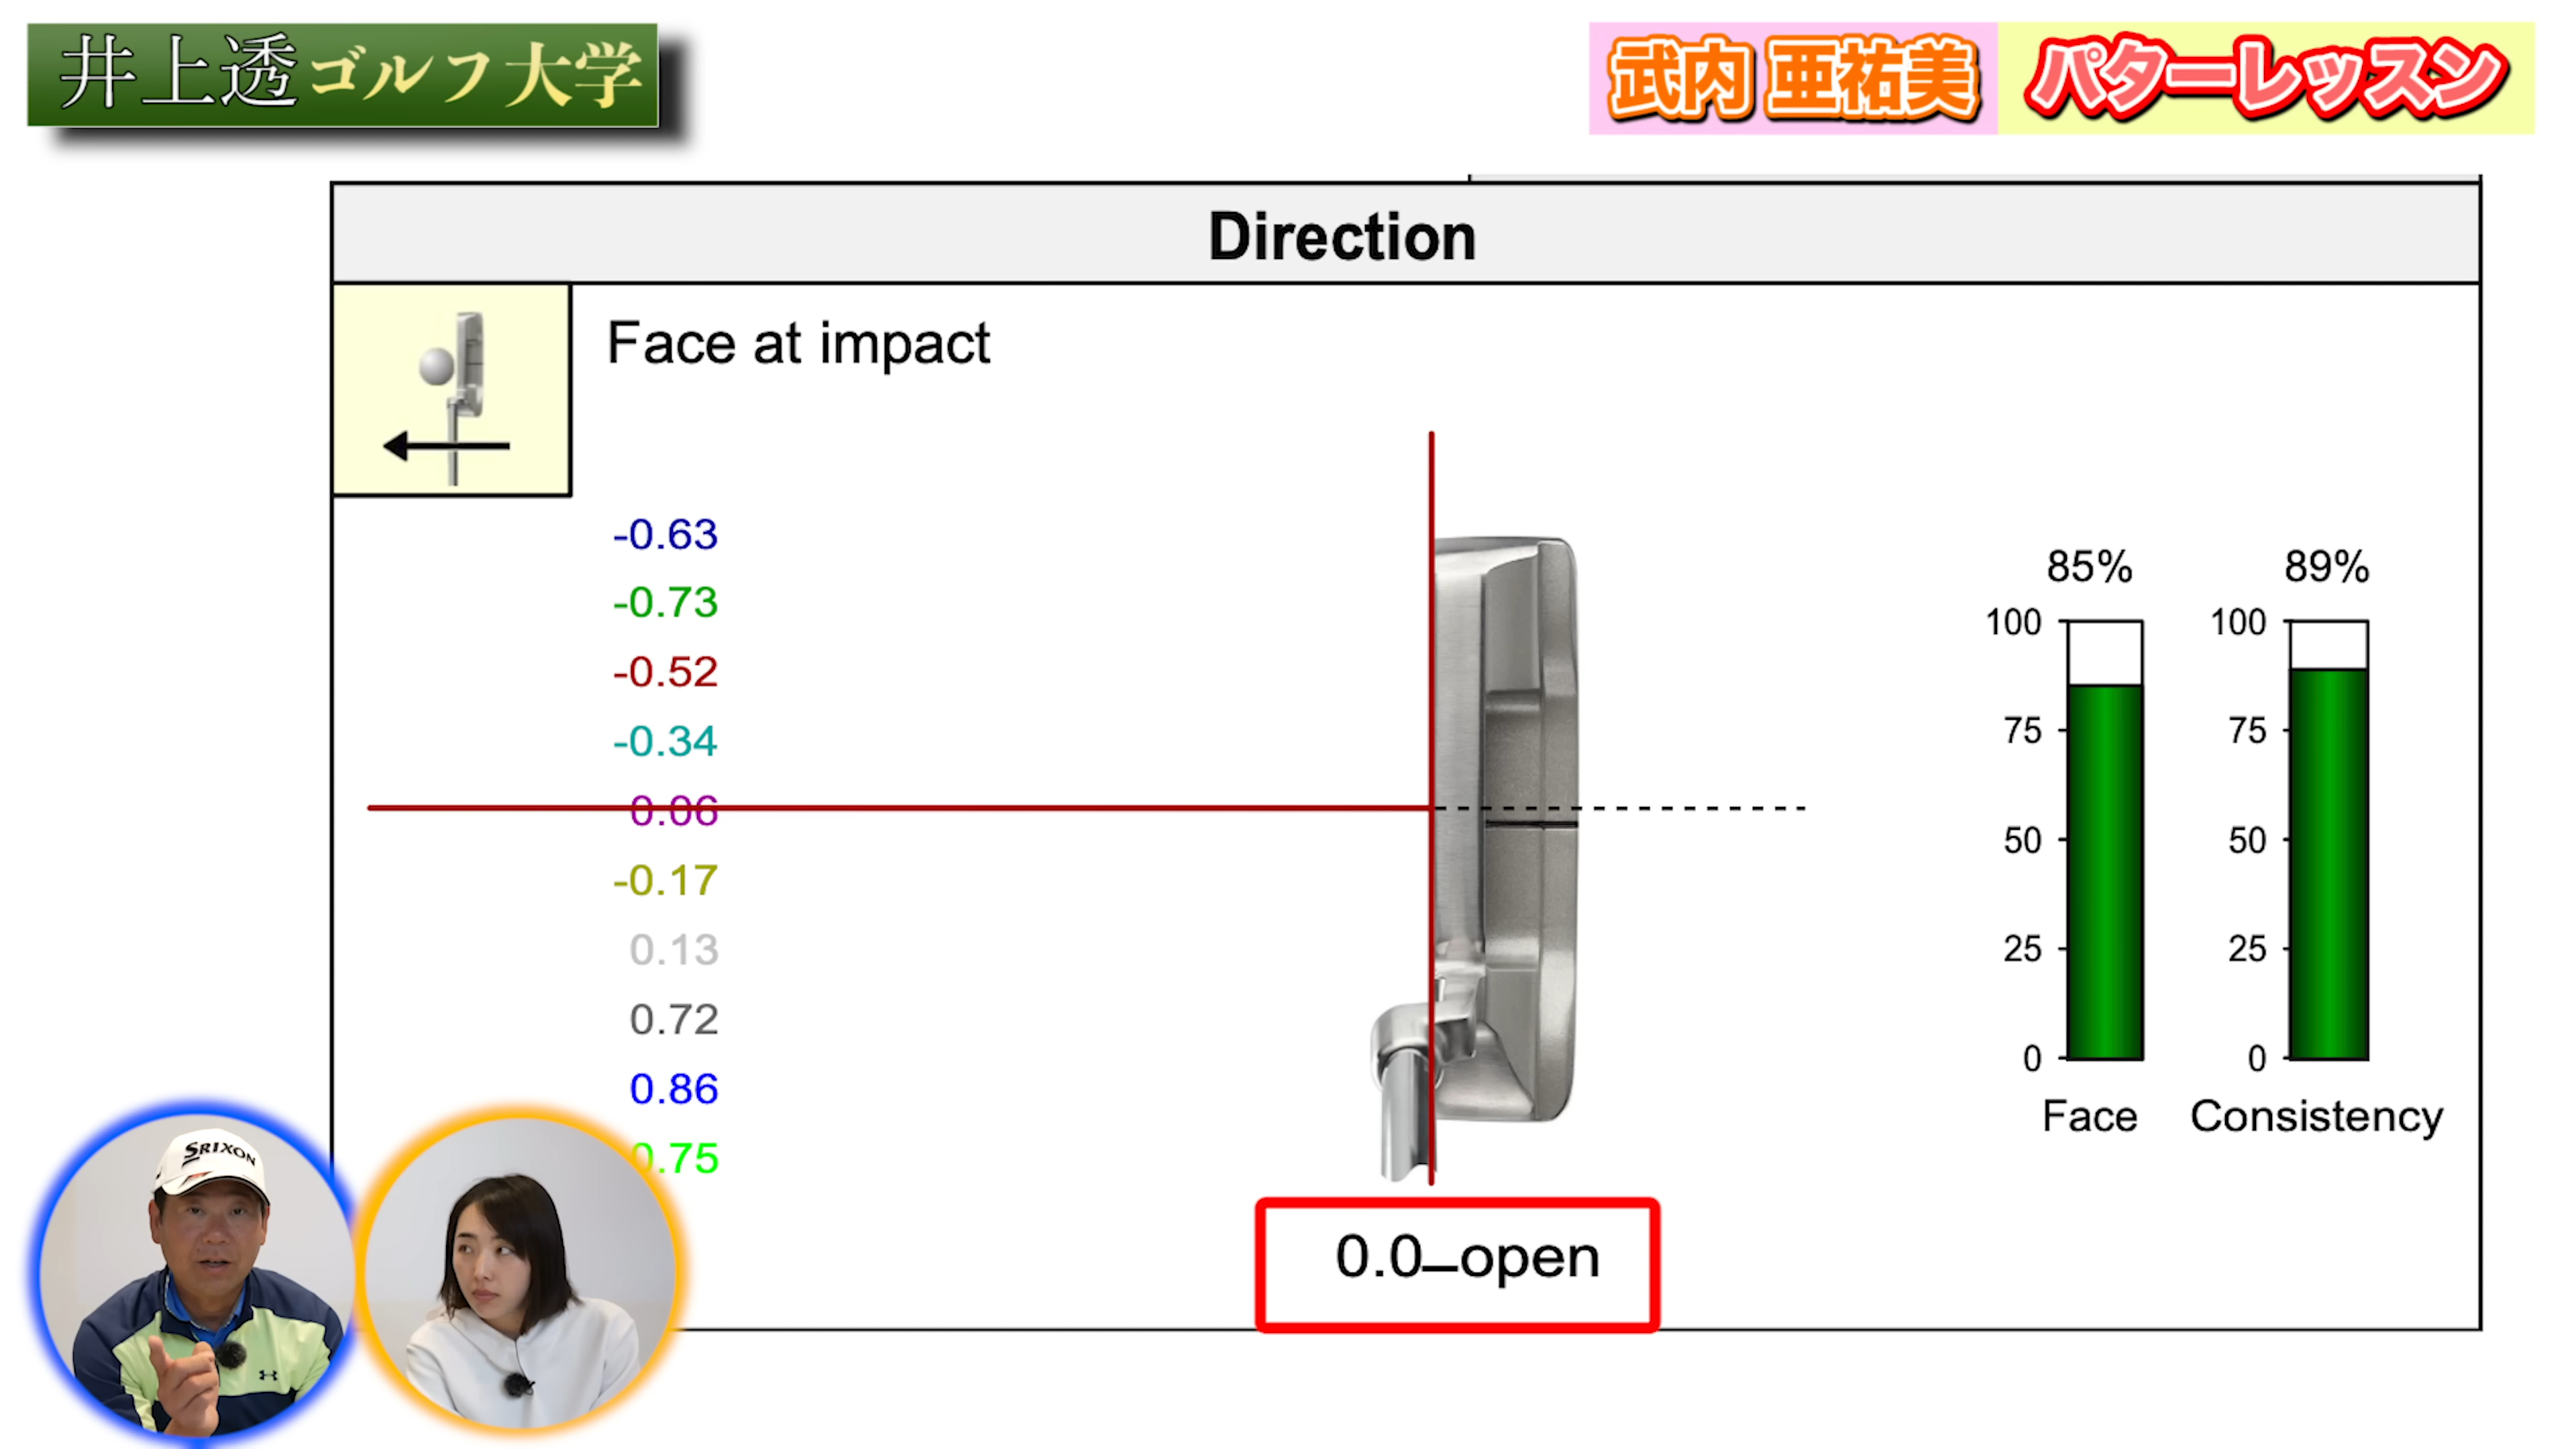 井上透ゴルフ大学
武内 亜祐美 パターレッスン
Direction
Face at impact
-0.63
-0.73
-0.52
-0.34
0.06
-0.17
0.13
0.72
0.86
0.75
85% 89%
100 100
75 75
50 50
25 25
0 0
Face Consistency
0.0 open
SRIXON